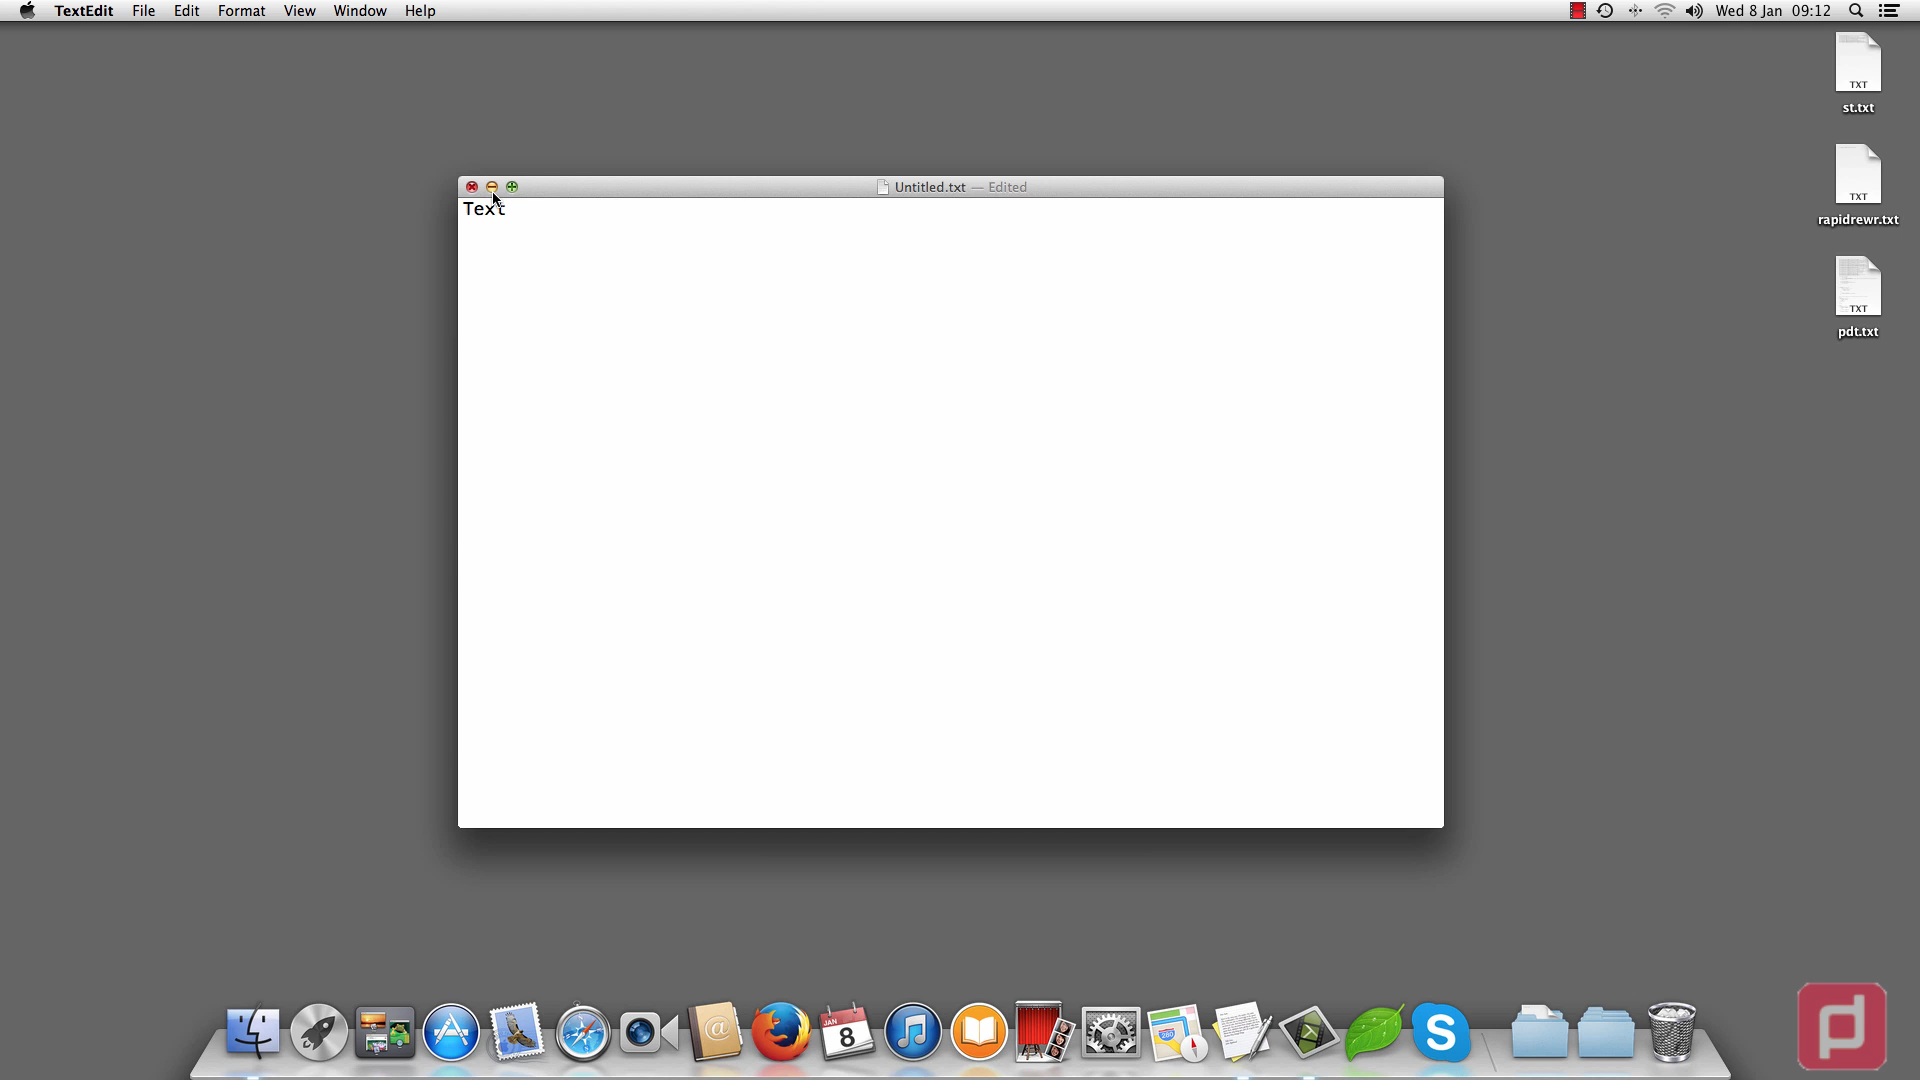 TextEdit File Edit Format View Window Help Wed 8 Jan 09:12
TXT
st.txt
TXT
rapidrewr.txt
TXT
pdt.txt
Untitled.txt — Edited
Text
@
JAN
8
280
S